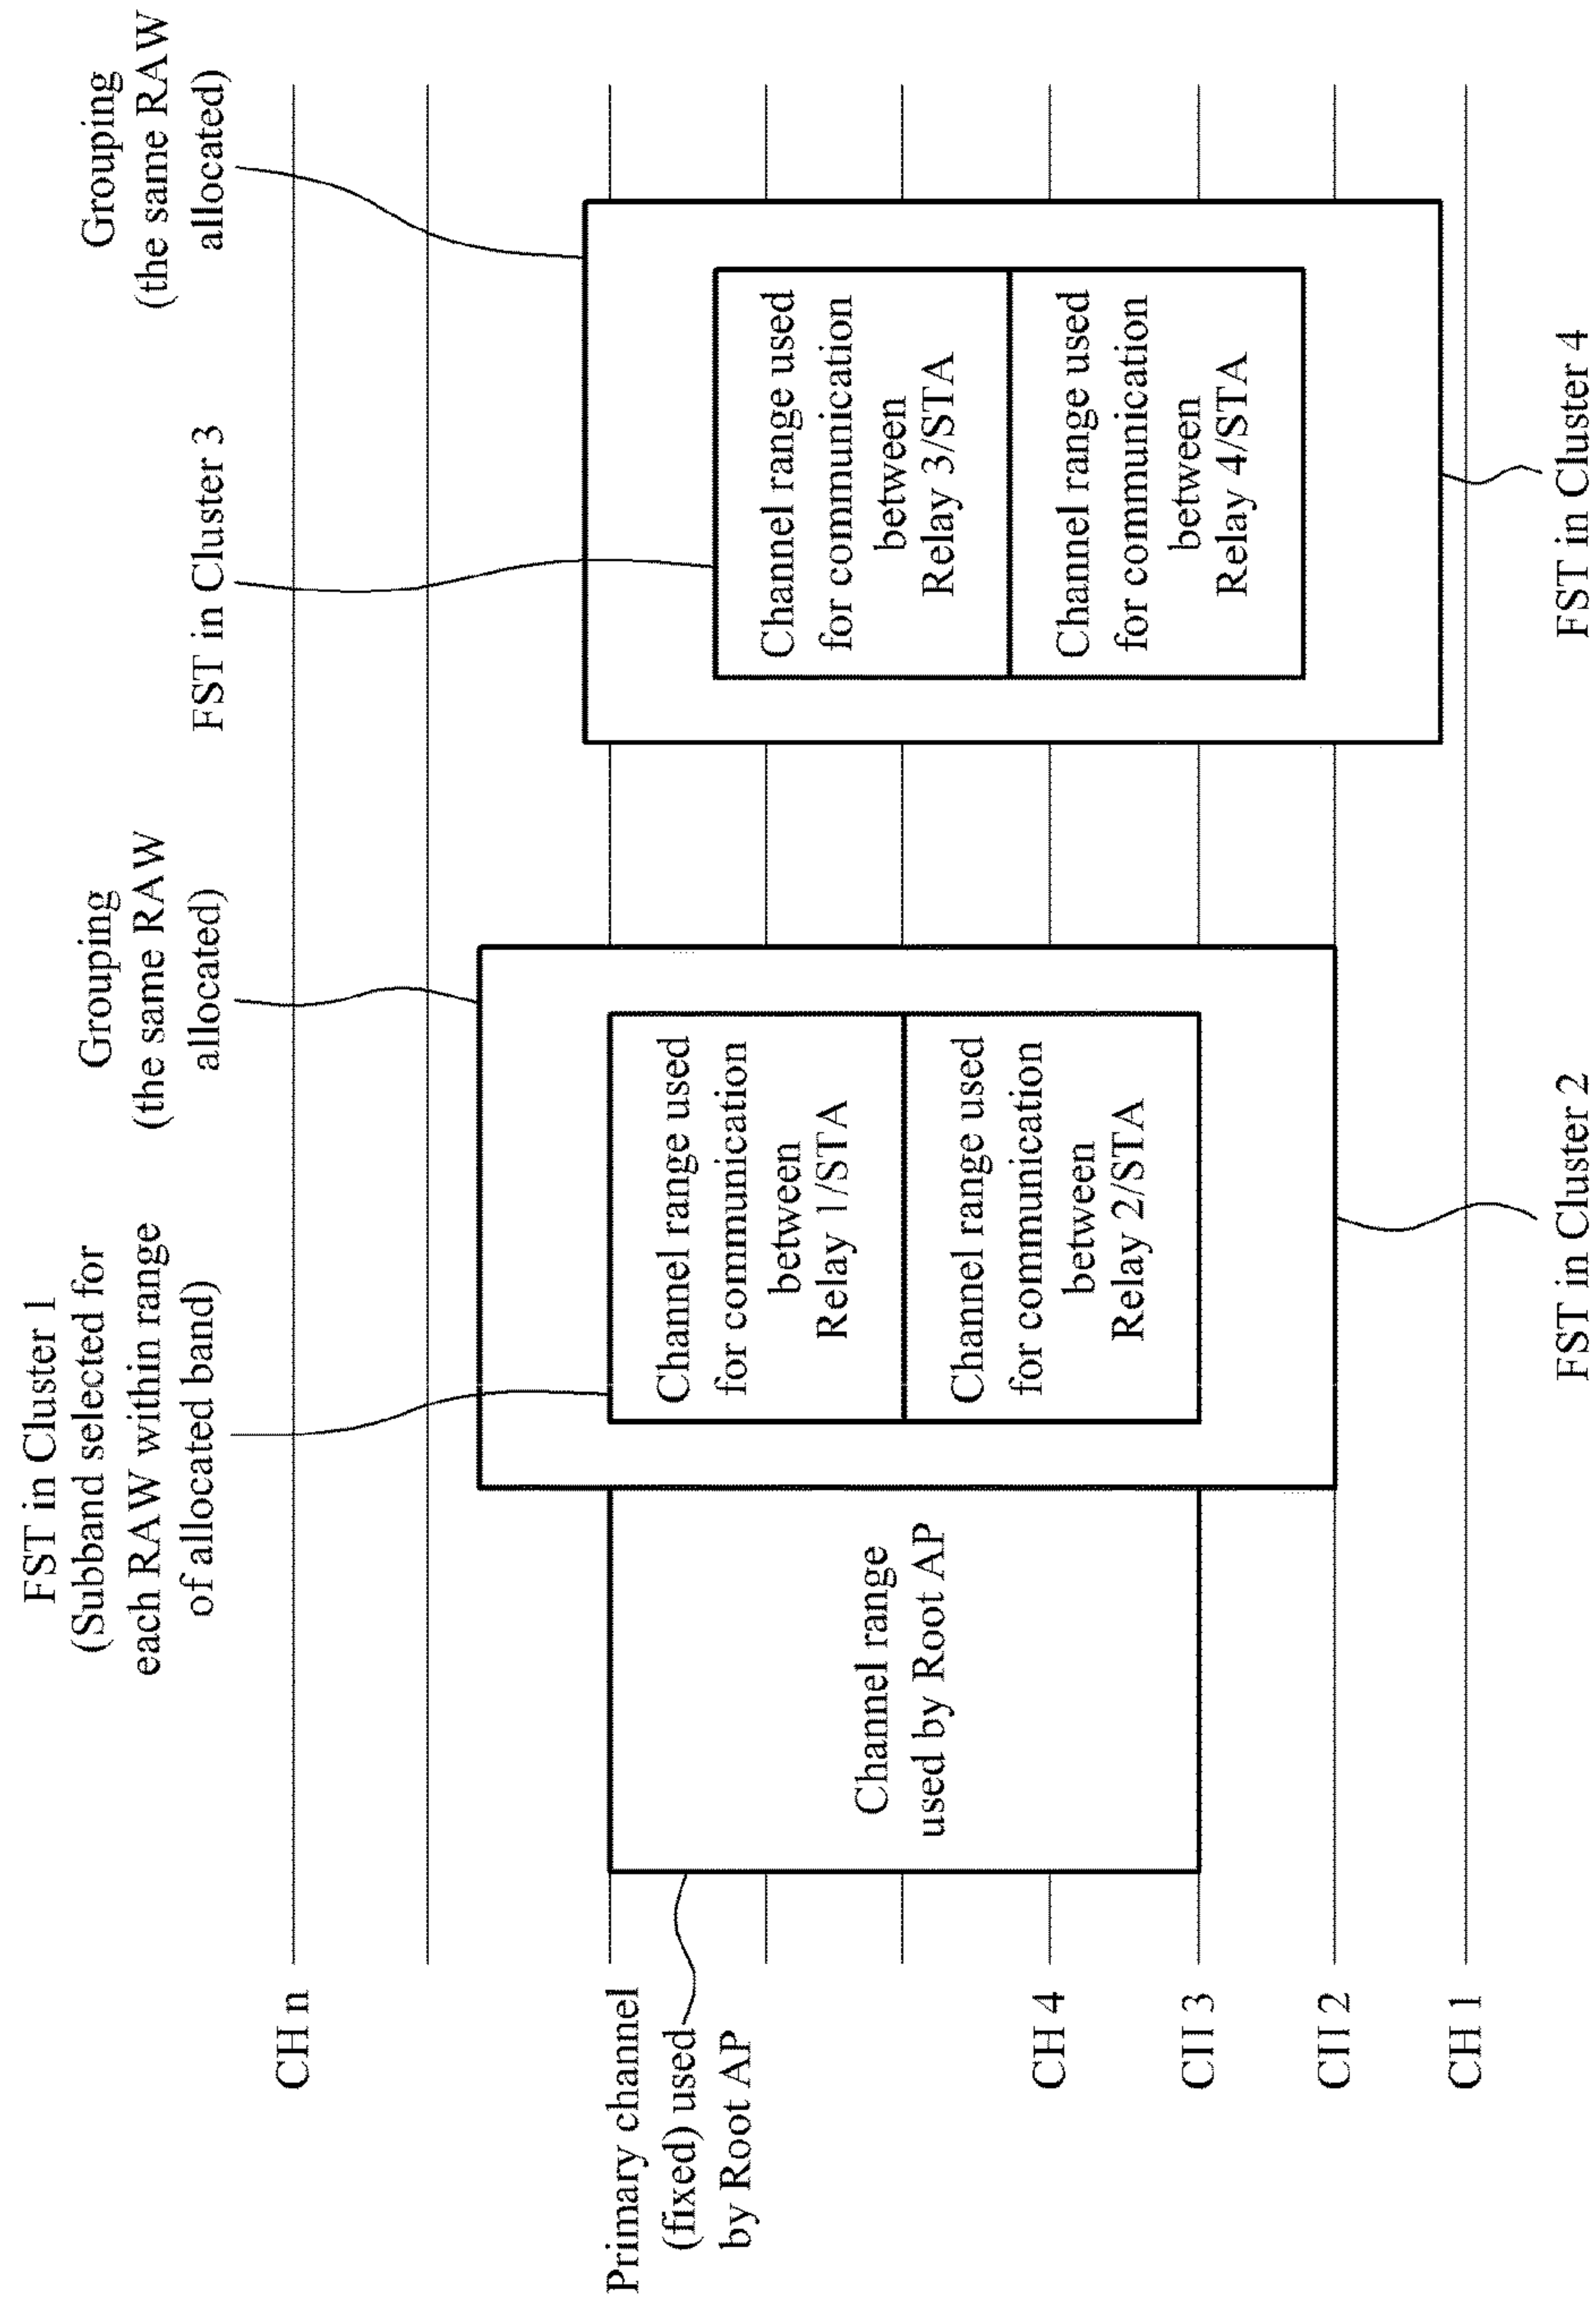 FST in Cluster 1
(Subband selected for
each RAW within range
of allocated band)
Grouping
(the same RAW
allocated)
FST in Cluster 3
Grouping
(the same RAW
allocated)
CH n
Primary channel
(fixed) used
by Root AP
CH 4
CH 3
CH 2
CH 1
Channel range
used by Root AP
Channel range used
for communication
between
Relay 1/STA
Channel range used
for communication
between
Relay 2/STA
Channel range used
for communication
between
Relay 3/STA
Channel range used
for communication
between
Relay 4/STA
FST in Cluster 2
FST in Cluster 4